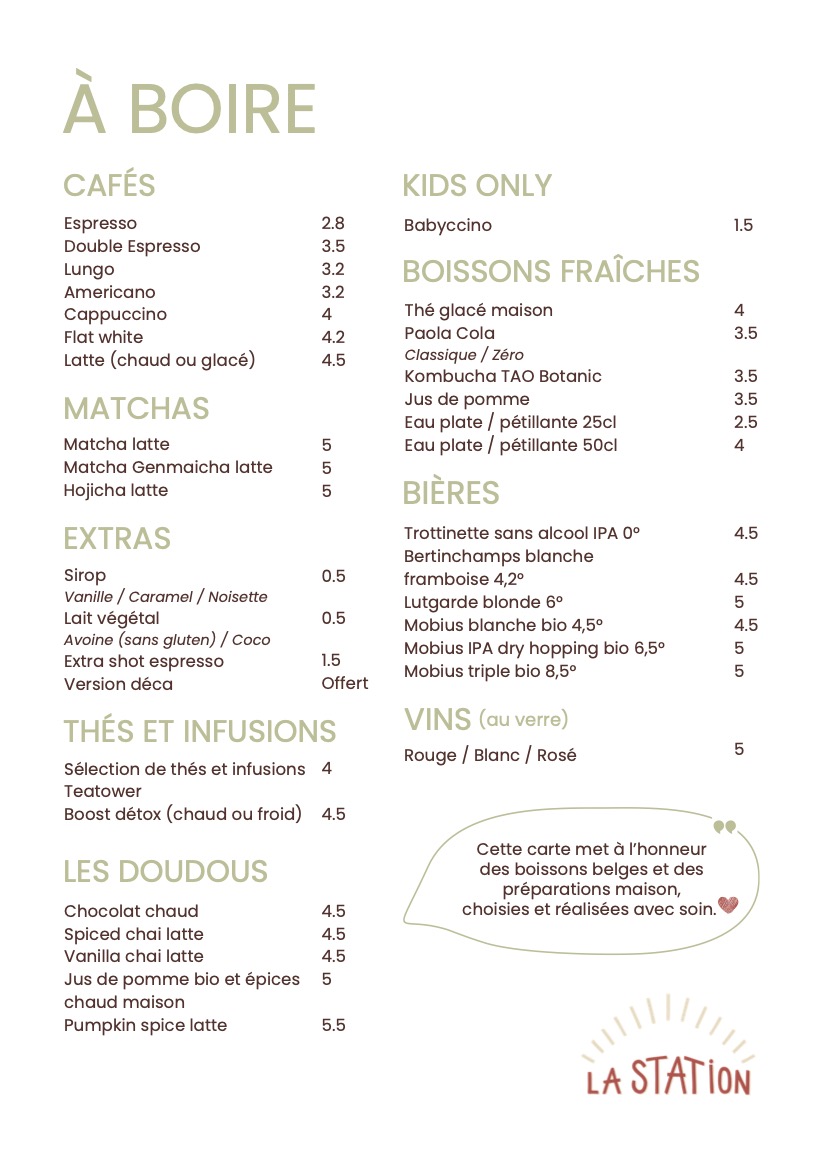 À BOIRE
CAFÉS
Espresso 2.8
Double Espresso 3.5
Lungo 3.2
Americano 3.2
Cappuccino 4
Flat white 4.2
Latte (chaud ou glacé) 4.5
MATCHAS
Matcha latte 5
Matcha Genmaicha latte 5
Hojicha latte 5
EXTRAS
Sirop 0.5
Vanille / Caramel / Noisette
Lait végétal 0.5
Avoine (sans gluten) / Coco
Extra shot espresso 1.5
Version déca Offert
THÉS ET INFUSIONS
Sélection de thés et infusions 4
Teatower
Boost détox (chaud ou froid) 4.5
LES DOUDOUS
Chocolat chaud 4.5
Spiced chai latte 4.5
Vanilla chai latte 4.5
Jus de pomme bio et épices 5
chaud maison
Pumpkin spice latte 5.5
KIDS ONLY
Babyccino 1.5
BOISSONS FRAÎCHES
Thé glacé maison 4
Paola Cola 3.5
Classique / Zéro
Kombucha TAO Botanic 3.5
Jus de pomme 3.5
Eau plate / pétillante 25cl 2.5
Eau plate / pétillante 50cl 4
BIÈRES
Trottinette sans alcool IPA 0° 4.5
Bertinchamps blanche
framboise 4,2° 4.5
Lutgarde blonde 6° 5
Mobius blanche bio 4,5° 4.5
Mobius IPA dry hopping bio 6,5° 5
Mobius triple bio 8,5° 5
VINS (au verre)
Rouge / Blanc / Rosé 5
Cette carte met à l’honneur
des boissons belges et des
préparations maison,
choisies et réalisées avec soin.
LA STATION